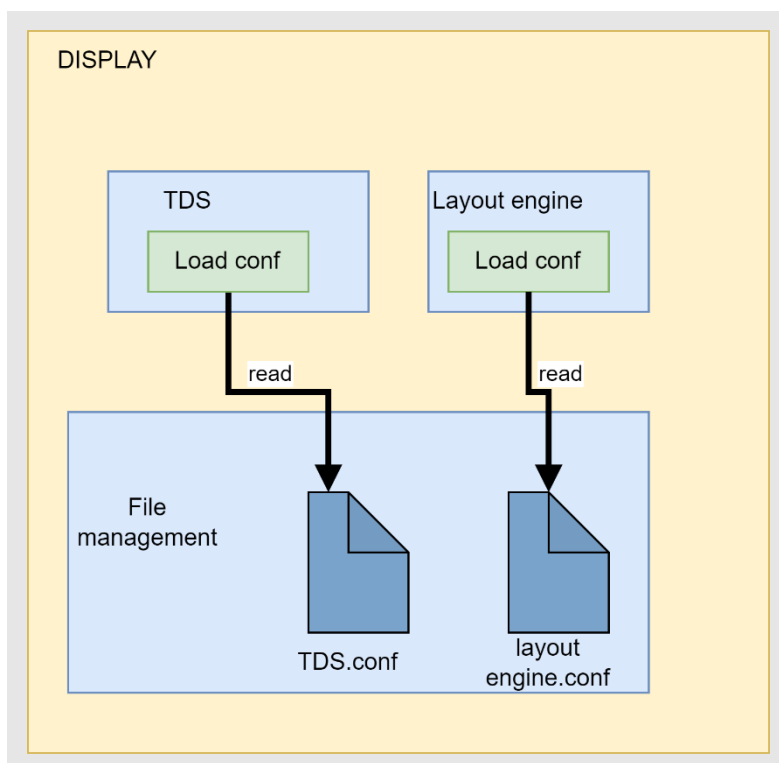 DISPLAY
TDS
Load conf
Layout engine
Load conf
read
read
File
management
TDS.conf
layout
engine.conf